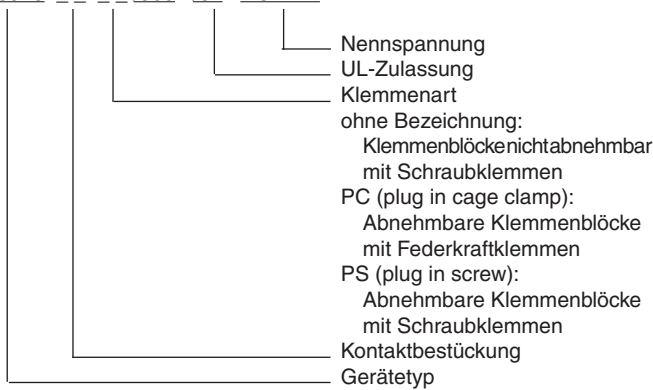 Nennspannung
UL-Zulassung
Klemmenart
ohne Bezeichnung:
Klemmenblöckenichtabnehmbar
mit Schraubklemmen
PC (plug in cage clamp):
Abnehmbare Klemmenblöcke
mit Federkraftklemmen
PS (plug in screw):
Abnehmbare Klemmenblöcke
mit Schraubklemmen
Kontaktbestückung
Gerätetyp